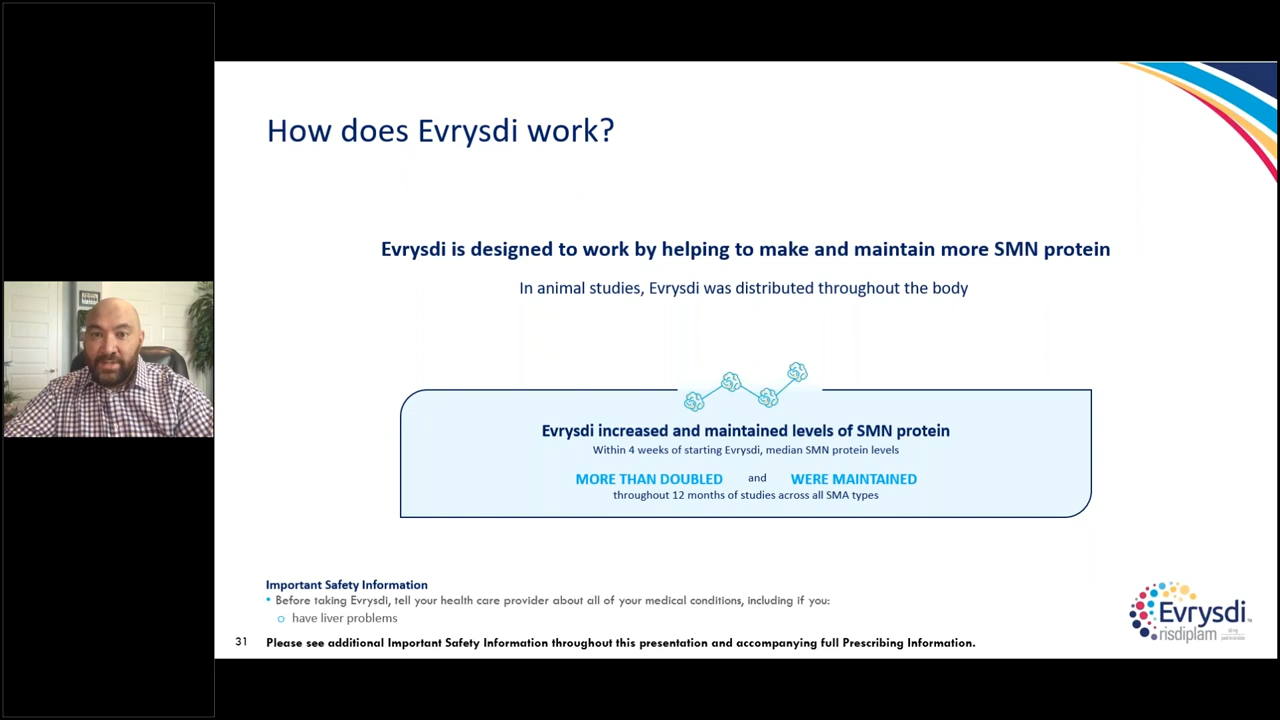 How does Evrysdi work?
Evrysdi is designed to work by helping to make and maintain more SMN protein
In animal studies, Evrysdi was distributed throughout the body
Evrysdi increased and maintained levels of SMN protein
Within 4 weeks of starting Evrysdi, median SMN protein levels
MORE THAN DOUBLED and WERE MAINTAINED
throughout 12 months of studies across all SMA types
Important Safety Information
• Before taking Evrysdi, tell your health care provider about all of your medical conditions, including if you:
o have liver problems
31 Please see additional Important Safety Information throughout this presentation and accompanying full Prescribing Information.
Evrysdi™
risdiplam